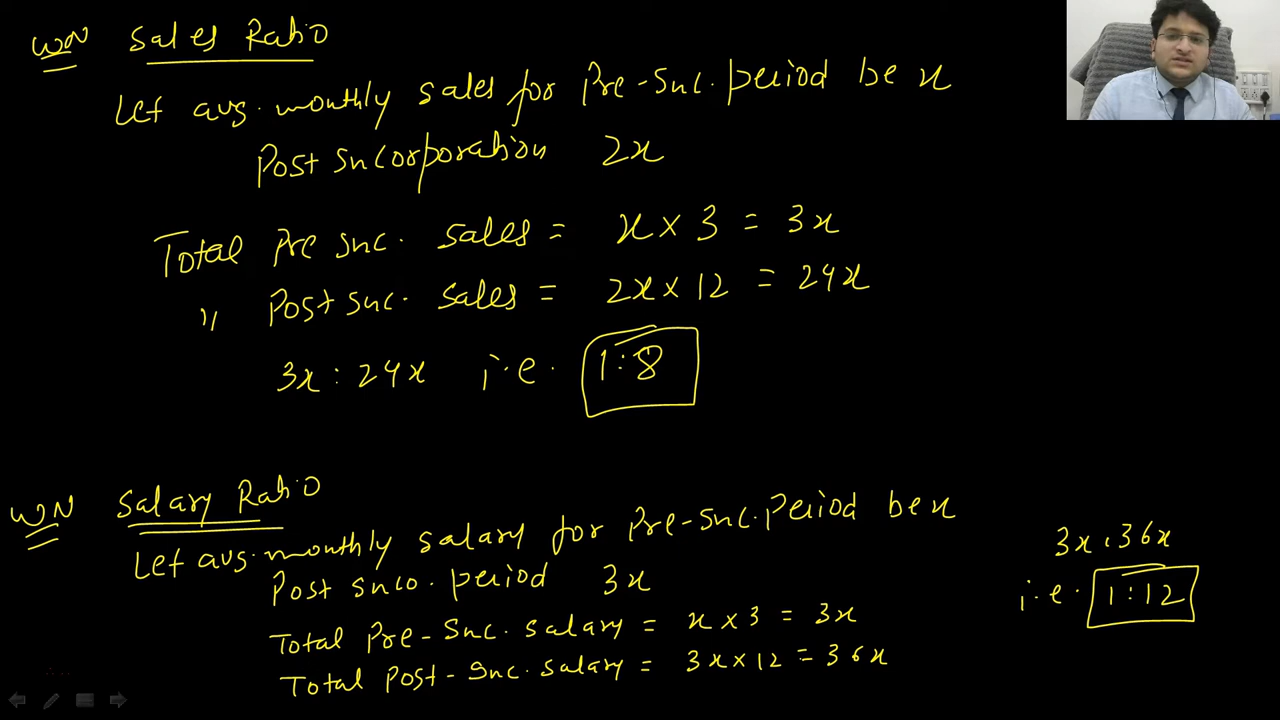 WN Sales Ratio
Let avg. monthly sales for Pre-Inc. period be x
Post Incorporation 2x
Total Pre Inc. sales = x × 3 = 3x
" Post Inc. sales = 2x × 12 = 24x
3x : 24x i.e. 1:8
WN Salary Ratio
Let avg. monthly salary for Pre-Inc. Period be x
Post Inco. period 3x
Total Pre-Inc. salary = x × 3 = 3x
Total Post-Inc. salary = 3x × 12 = 36x
3x : 36x
i.e. 1:12